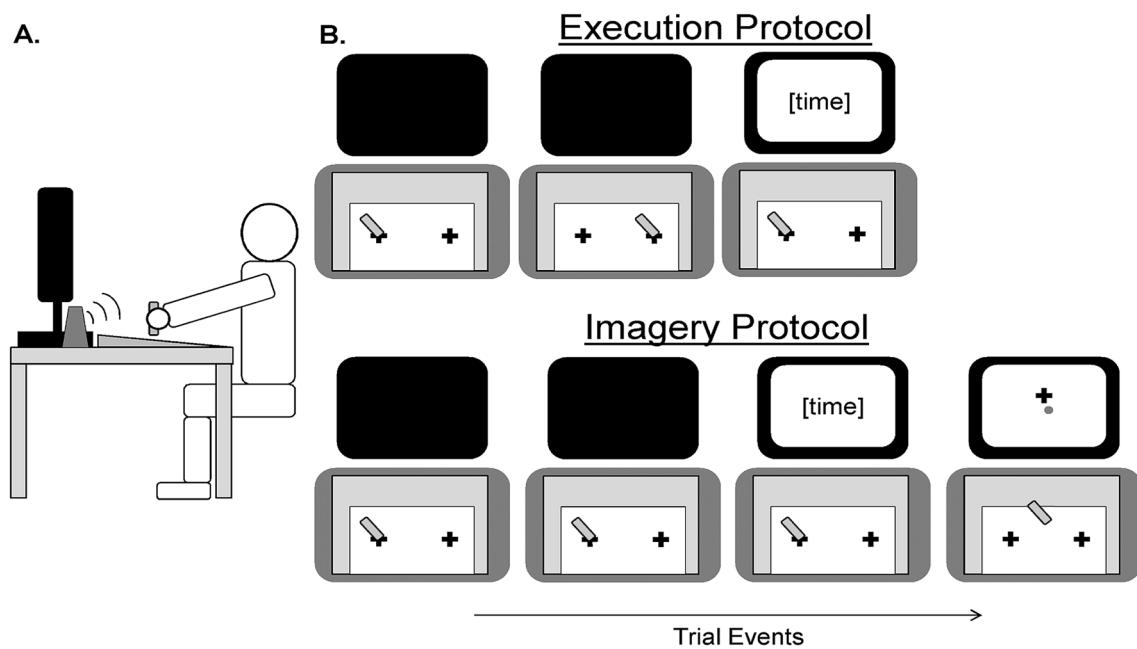 A.
B.
Execution Protocol
[time]
Imagery Protocol
[time]
Trial Events